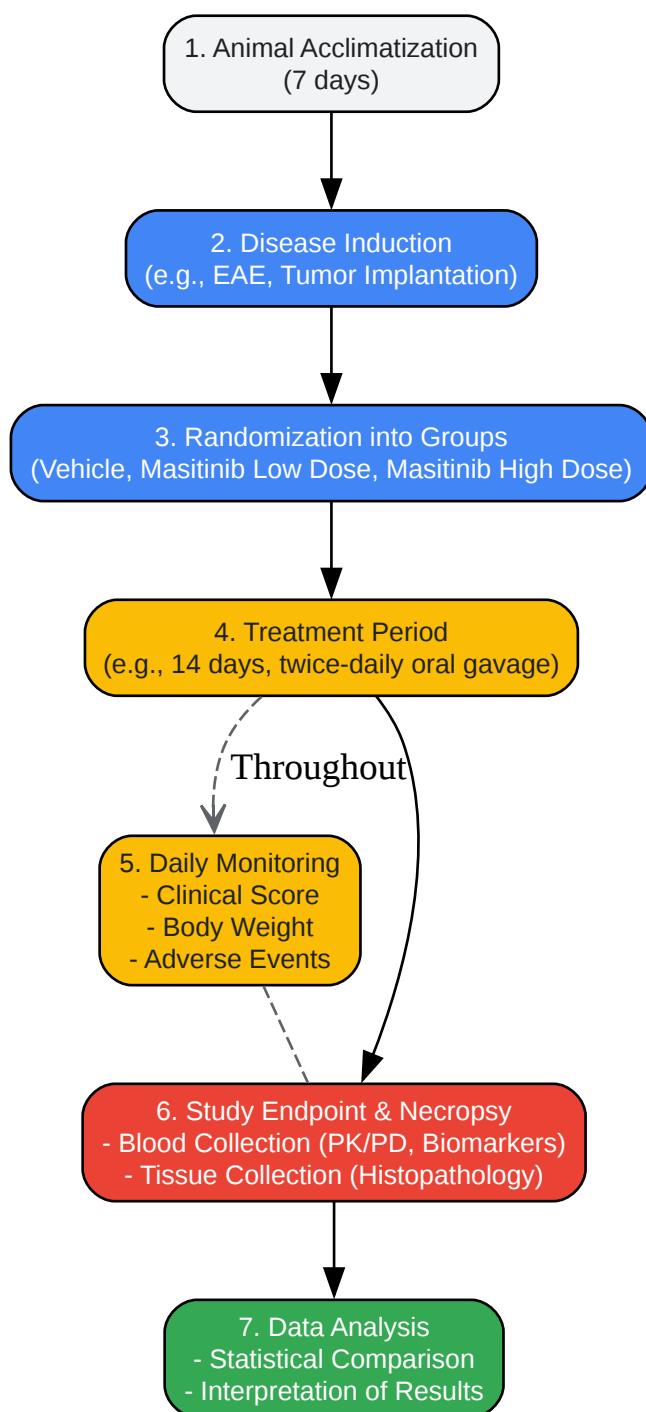 1. Animal Acclimatization
(7 days)
2. Disease Induction
(e.g., EAE, Tumor Implantation)
3. Randomization into Groups
(Vehicle, Masitinib Low Dose, Masitinib High Dose)
4. Treatment Period
(e.g., 14 days, twice-daily oral gavage)
Throughout
5. Daily Monitoring
- Clinical Score
- Body Weight
- Adverse Events
6. Study Endpoint & Necropsy
- Blood Collection (PK/PD, Biomarkers)
- Tissue Collection (Histopathology)
7. Data Analysis
- Statistical Comparison
- Interpretation of Results